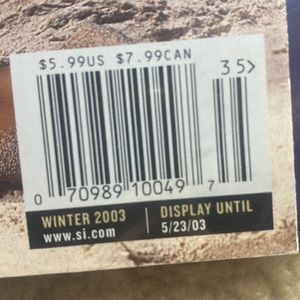 $5.99US $7.99CAN
35>
0 70989 10049 7
WINTER 2003
www.si.com
DISPLAY UNTIL
5/23/03